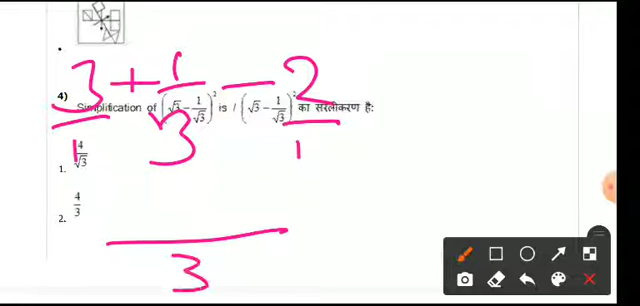 3 + 1 - 2
4) Simplification of (√3 - 1/√3)² is / (√3 - 1/√3)² का सरलीकरण है:
1 3 1
1. 4/√3
2. 4/3
3